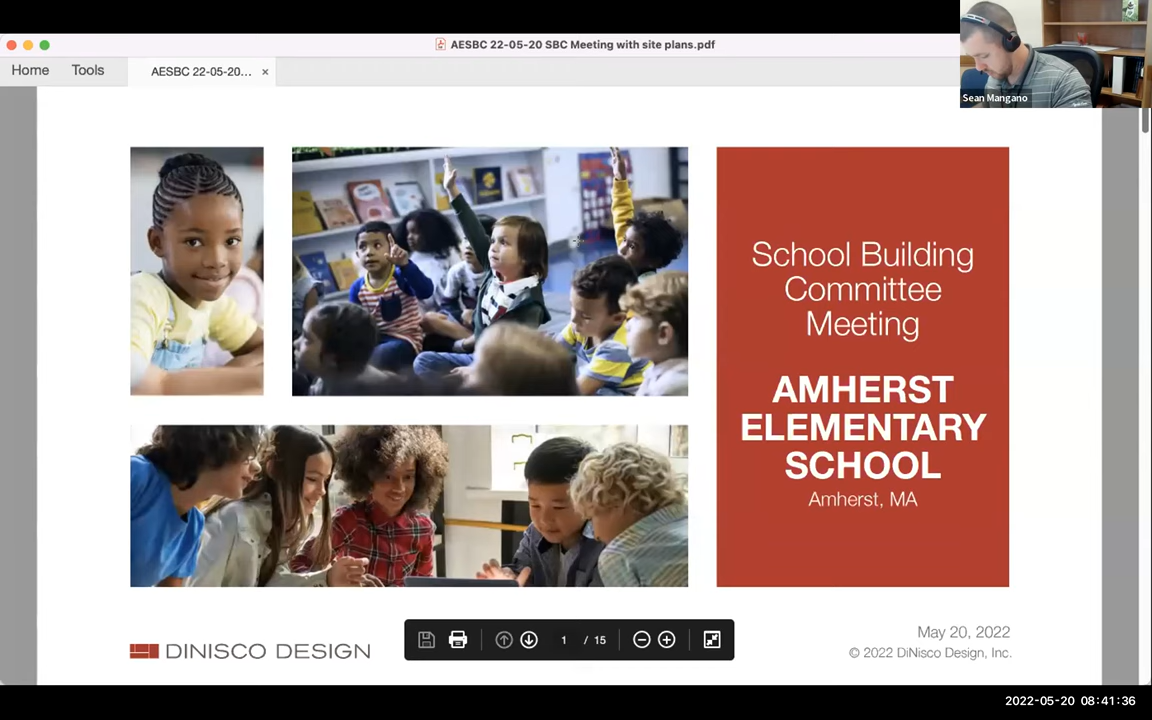 AESBC 22-05-20 SBC Meeting with site plans.pdf
Home
Tools
AESBC 22-05-20... ×
Sean Mangano
School Building
Committee
Meeting
AMHERST
ELEMENTARY
SCHOOL
Amherst, MA
1 / 15
DINISCO DESIGN
May 20, 2022
© 2022 DiNisco Design, Inc.
2022-05-20 08:41:36